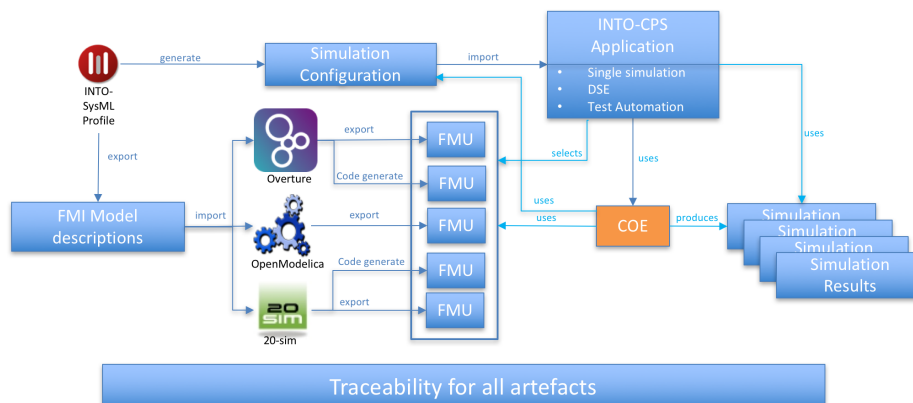 INTO-CPS
Application
• Single simulation
• DSE
• Test Automation
generate
Simulation
Configuration
import
INTO-
SysML
Profile
export
uses
export
FMU
Overture
Code generate
FMU
selects
uses
FMI Model
descriptions
import
export
FMU
uses
uses
COE
produces
Simulation
Simulation
Simulation
Simulation
Results
OpenModelica
Code generate
FMU
20
SIM
export
FMU
20-sim
Traceability for all artefacts